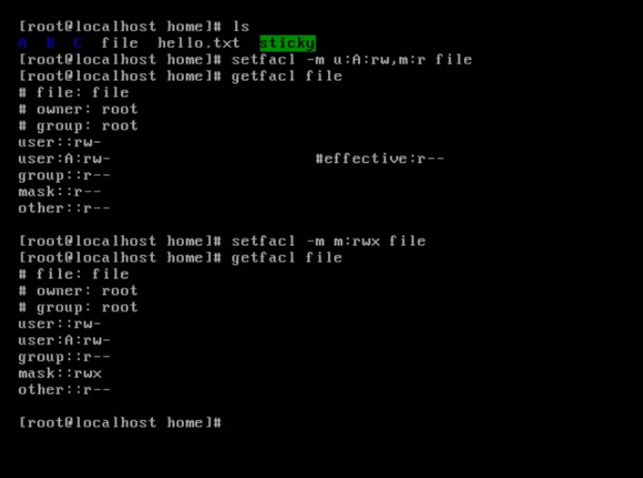 [root@localhost home]# ls
A  B  C  file  hello.txt  sticky
[root@localhost home]# setfacl -m u:A:rw,m:r file
[root@localhost home]# getfacl file
# file: file
# owner: root
# group: root
user::rw-
user:A:rw-                      #effective:r--
group::r--
mask::r--
other::r--
[root@localhost home]# setfacl -m m:rwx file
[root@localhost home]# getfacl file
# file: file
# owner: root
# group: root
user::rw-
user:A:rw-
group::r--
mask::rwx
other::r--
[root@localhost home]#